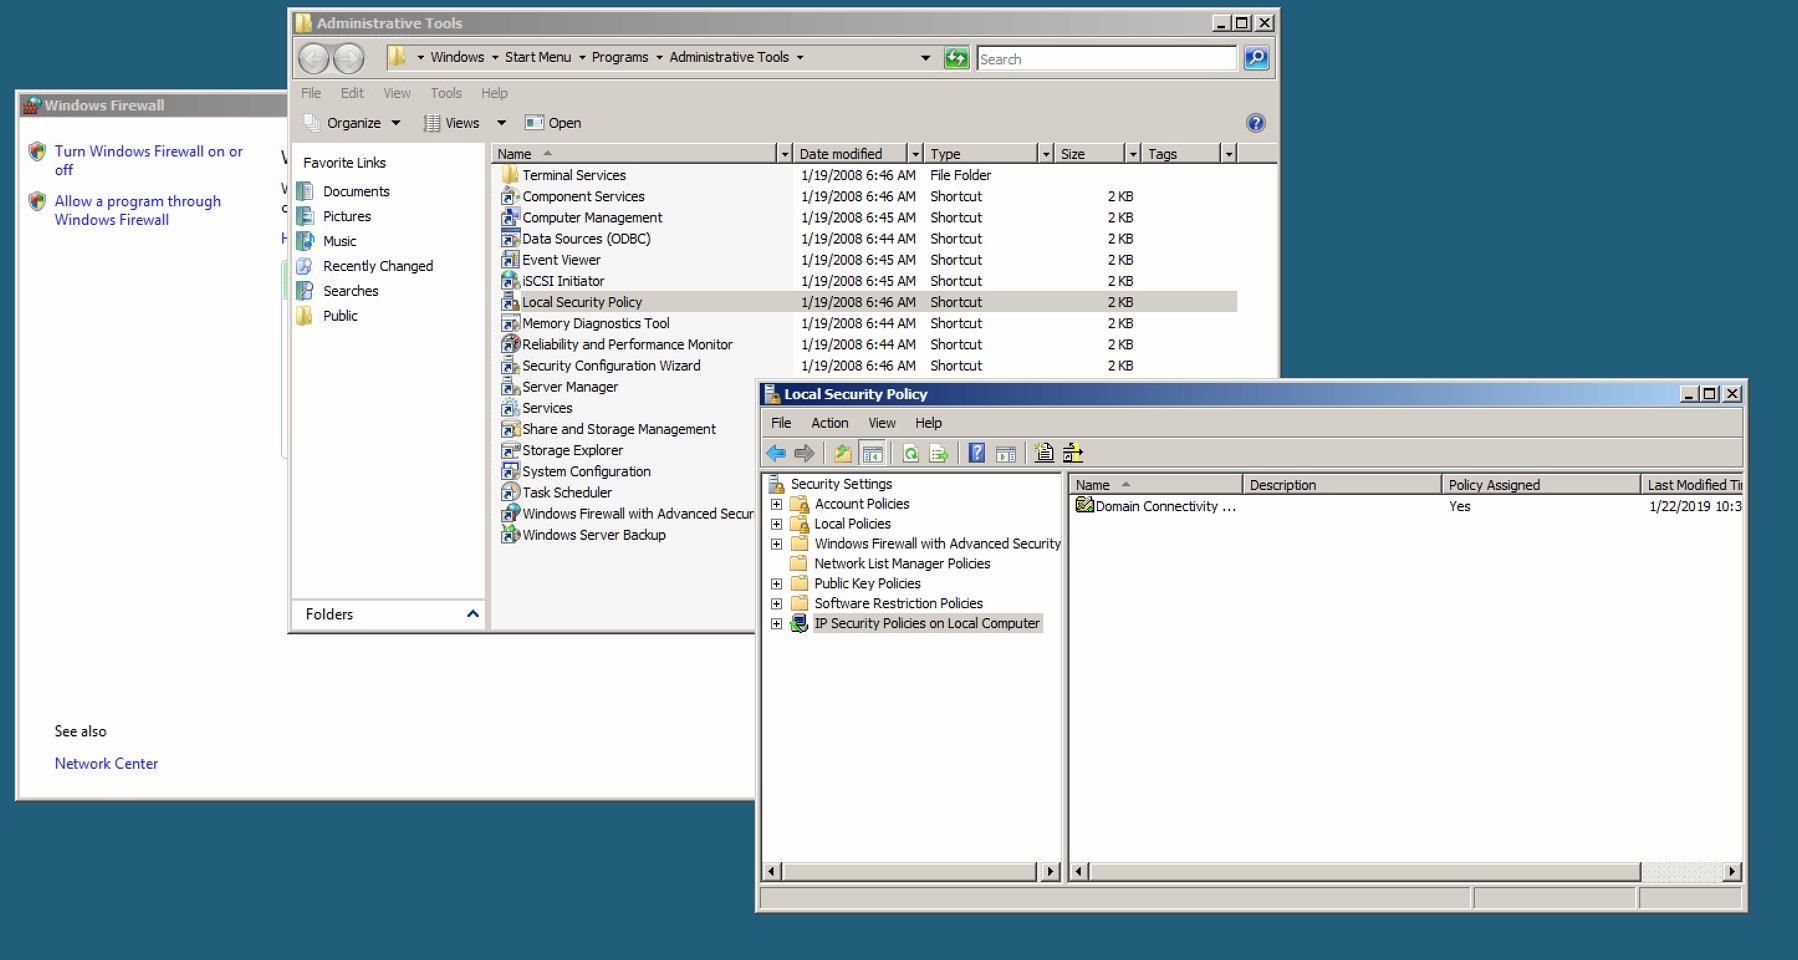 Administrative Tools
Windows Start Menu Programs Administrative Tools
Search
File Edit View Tools Help
Organize Views Open
Favorite Links
Documents
Pictures
Music
Recently Changed
Searches
Public
Folders
Name Date modified Type Size Tags
Terminal Services 1/19/2008 6:46 AM File Folder
Component Services 1/19/2008 6:46 AM Shortcut 2 KB
Computer Management 1/19/2008 6:45 AM Shortcut 2 KB
Data Sources (ODBC) 1/19/2008 6:44 AM Shortcut 2 KB
Event Viewer 1/19/2008 6:45 AM Shortcut 2 KB
iSCSI Initiator 1/19/2008 6:45 AM Shortcut 2 KB
Local Security Policy 1/19/2008 6:46 AM Shortcut 2 KB
Memory Diagnostics Tool 1/19/2008 6:44 AM Shortcut 2 KB
Reliability and Performance Monitor 1/19/2008 6:44 AM Shortcut 2 KB
Security Configuration Wizard 1/19/2008 6:46 AM Shortcut 2 KB
Server Manager
Services
Share and Storage Management
Storage Explorer
System Configuration
Task Scheduler
Windows Firewall with Advanced Secur
Windows Server Backup
Windows Firewall
Turn Windows Firewall on or
off
Allow a program through
Windows Firewall
See also
Network Center
Local Security Policy
File Action View Help
Security Settings
Account Policies
Local Policies
Windows Firewall with Advanced Security
Network List Manager Policies
Public Key Policies
Software Restriction Policies
IP Security Policies on Local Computer
Name Description Policy Assigned Last Modified Ti
Domain Connectivity ... Yes 1/22/2019 10:3